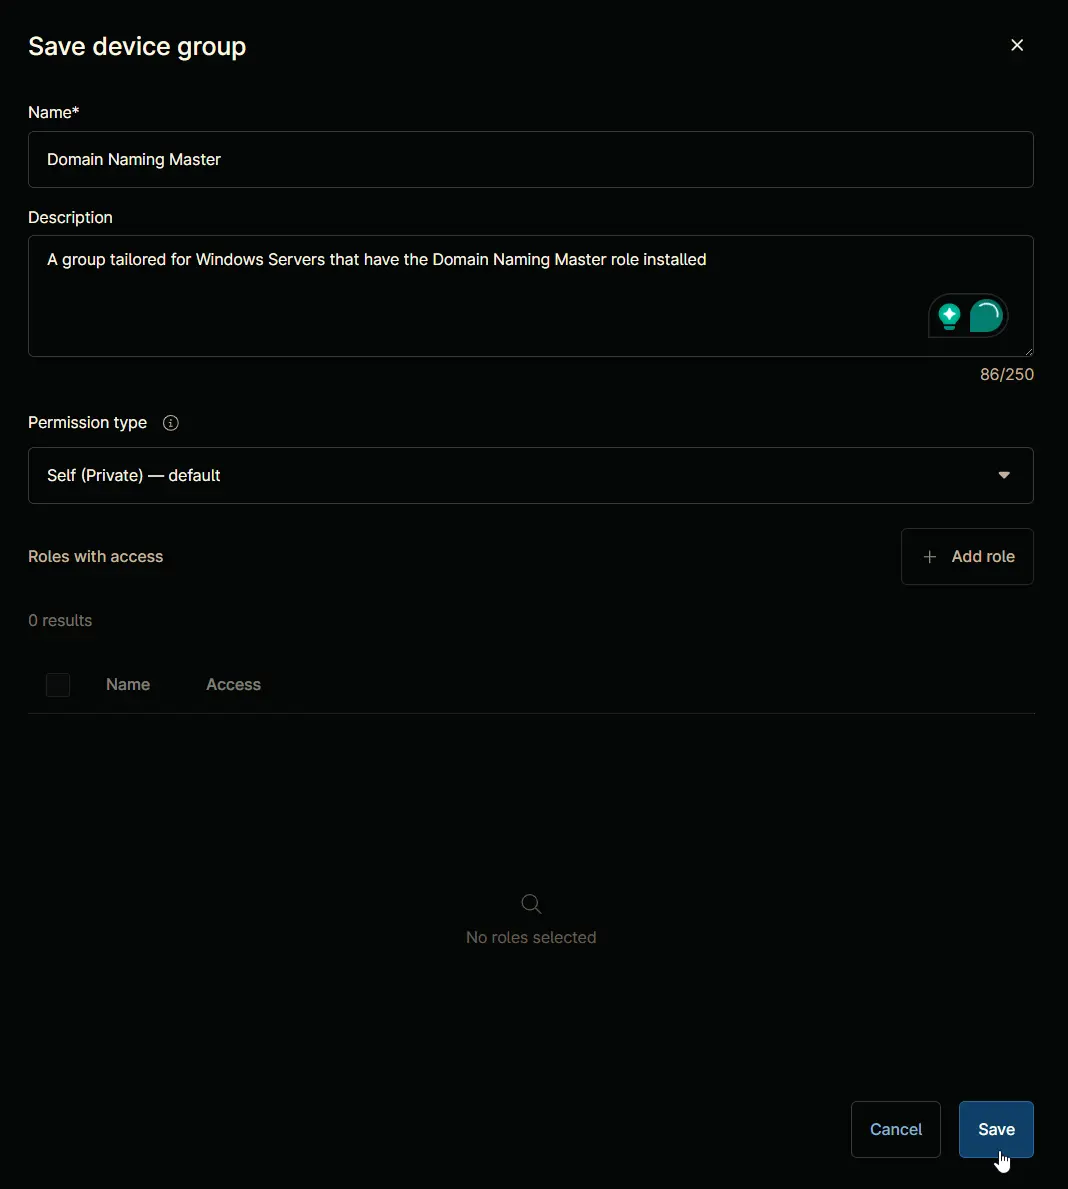 Save device group
Name*
Domain Naming Master
Description
A group tailored for Windows Servers that have the Domain Naming Master role installed
86/250
Permission type
Self (Private) — default
Roles with access
Add role
0 results
Name Access
No roles selected
Cancel Save